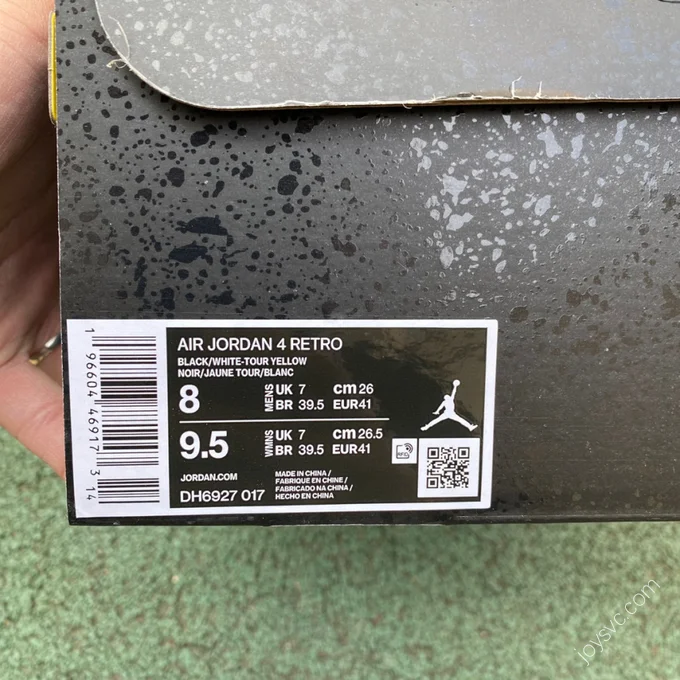 AIR JORDAN 4 RETRO
BLACK/WHITE-TOUR YELLOW
NOIR/JAUNE TOUR/BLANC
8 MENS UK 7 cm 26
BR 39.5 EUR41
9.5 WMNS UK 7 cm 26.5
BR 39.5 EUR41
JORDAN.COM
DH6927 017
MADE IN CHINA /
FABRIQUE EN CHINE /
FABRICADO NA CHINA /
HECHO EN CHINA
1 96604 46917 3 14
joysvc.com